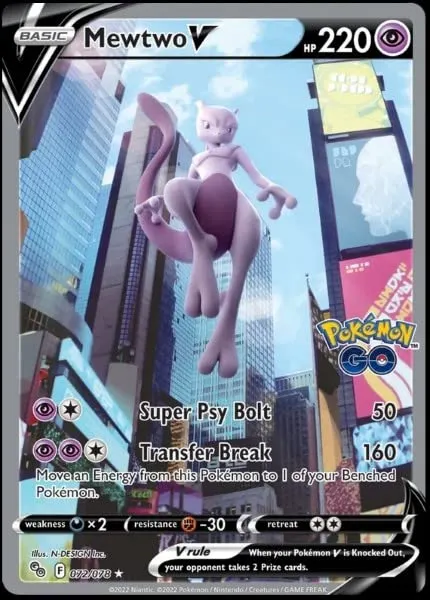 BASIC Mewtwo V HP 220
Pokémon GO
Super Psy Bolt 50
Transfer Break 160
Move an Energy from this Pokémon to 1 of your Benched
Pokémon.
weakness ×2 resistance -30 retreat
Illus. N-DESIGN Inc.
F 072/078
V rule When your Pokémon V is Knocked Out,
your opponent takes 2 Prize cards.
©2022 Niantic. ©2022 Pokémon / Nintendo / Creatures / GAME FREAK